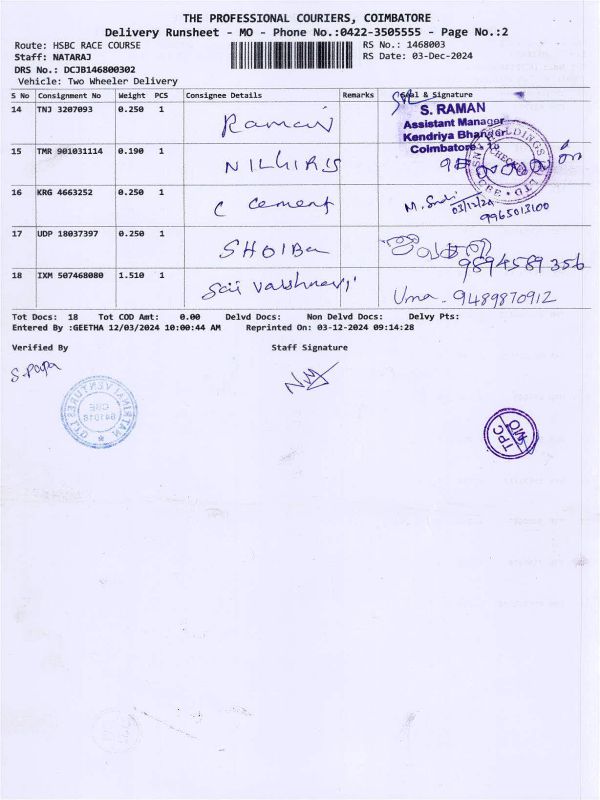 THE PROFESSIONAL COURIERS, COIMBATORE
Delivery Runsheet - MO - Phone No.:0422-3505555 - Page No.:2
Route: HSBC RACE COURSE
RS No.: 1468003
Staff: NATARAJ
RS Date: 03-Dec-2024
DRS No.: DCJB146800302
Vehicle: Two Wheeler Delivery
S No Consignment No Weight PCS Consignee Details Remarks Seal & Signature
14 TNJ 3207093 0.250 1 Raman
S. RAMAN
Assistant Manager
Kendriya Bhandar
Coimbatore
15 TMR 901031114 0.190 1 NILGIRIS
16 KRG 4663252 0.250 1 C cement
03/12/24
9965013100
17 UDP 18037397 0.250 1 SHOIBa
9894589356
18 IXM 507468080 1.510 1 Sai Vaishnavi
Uma. 9489870912
Tot Docs: 18 Tot COD Amt: 0.00 Delvd Docs: Non Delvd Docs: Delvy Pts:
Entered By :GEETHA 12/03/2024 10:00:44 AM Reprinted On: 03-12-2024 09:14:28
Verified By
Staff Signature
S. Papa
TPC
MO